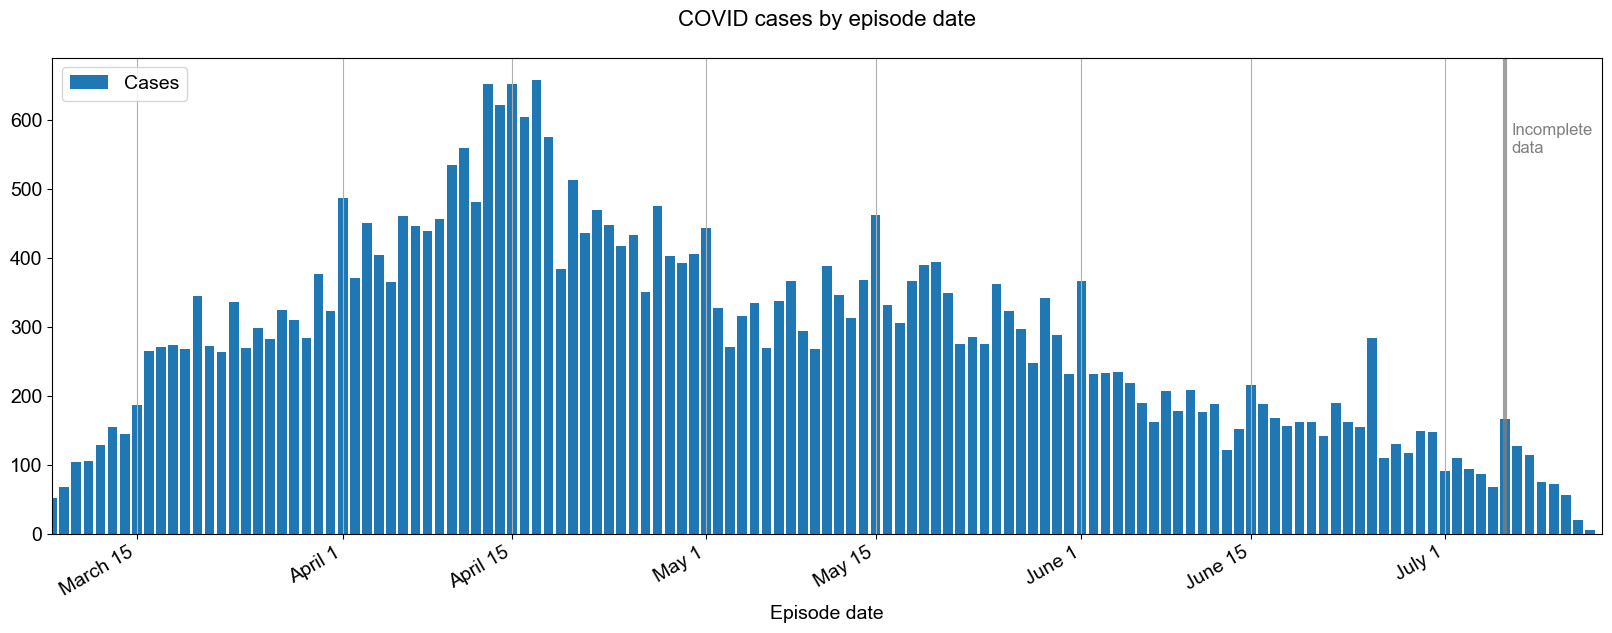 COVID cases by episode date
Cases
600
500
400
300
200
100
0
Incomplete
data
March 15
April 1
April 15
May 1
May 15
June 1
June 15
July 1
Episode date